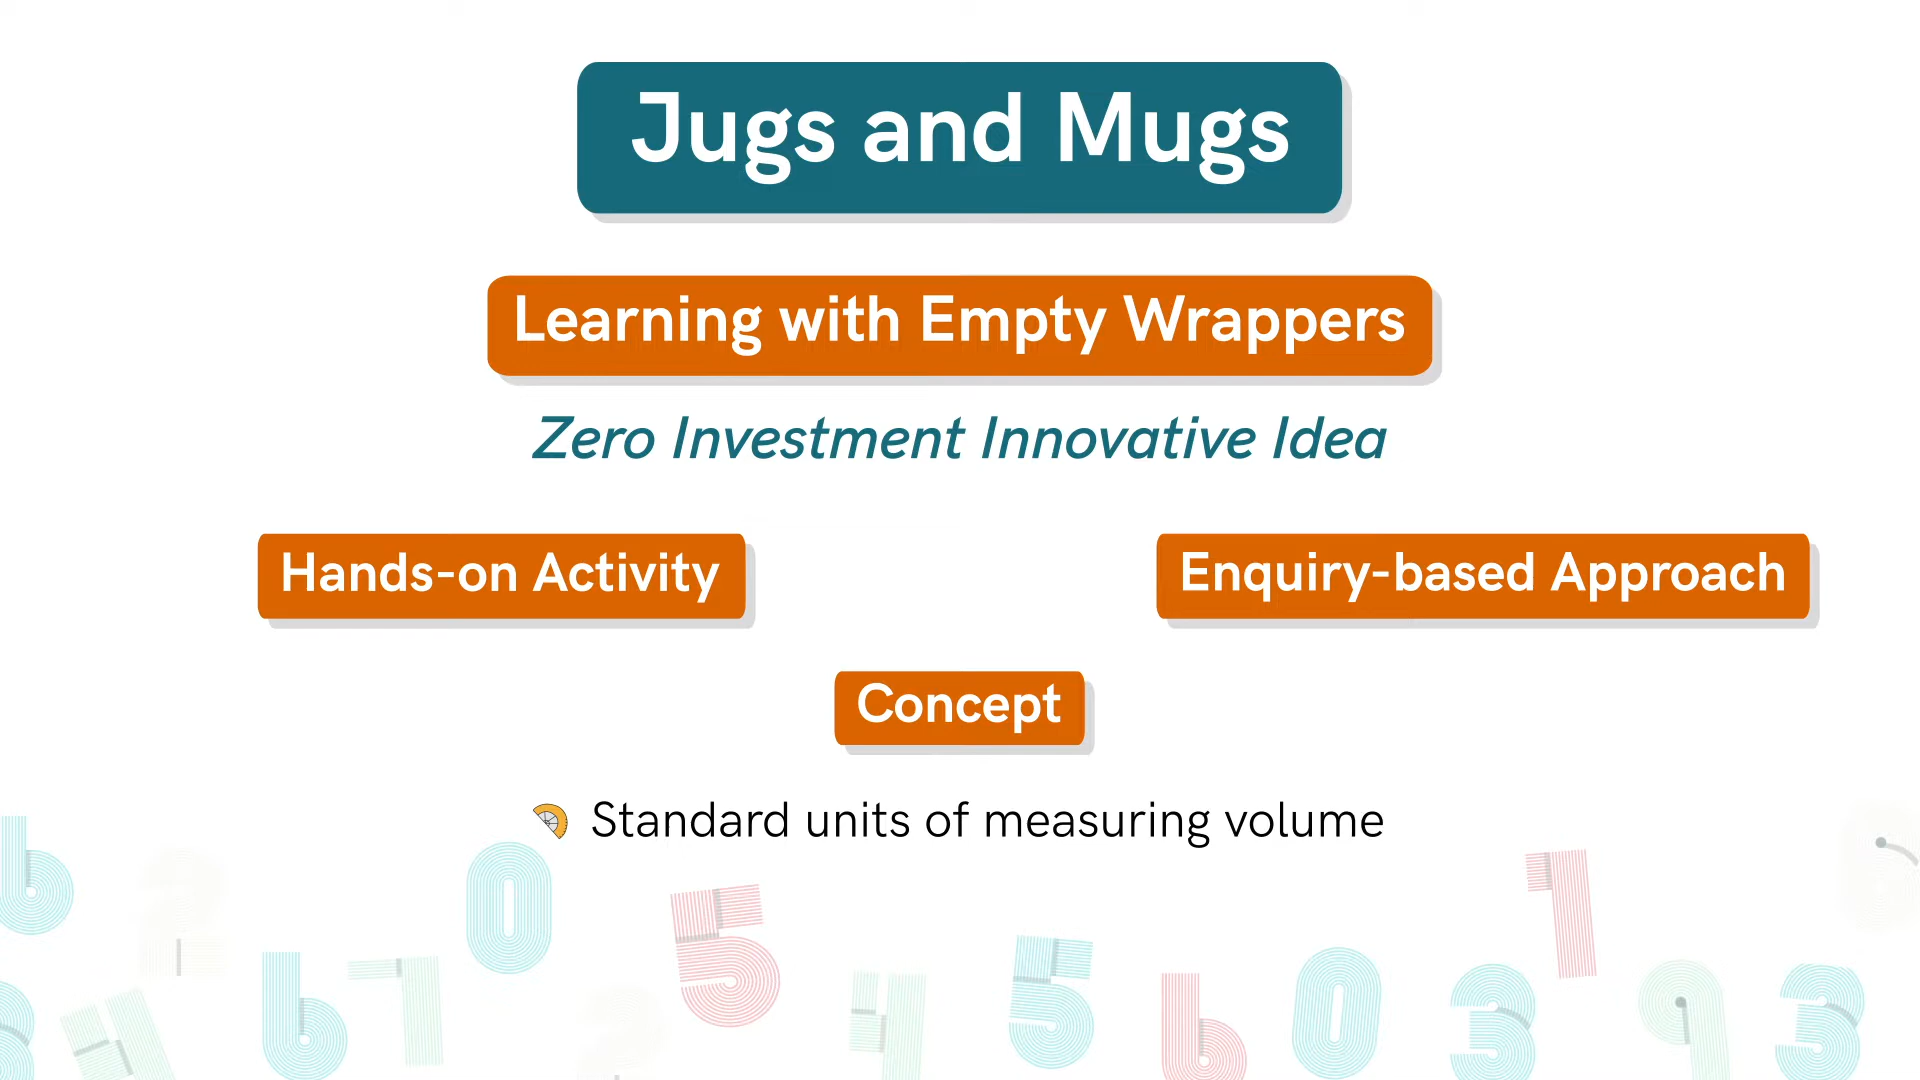 Jugs and Mugs
Learning with Empty Wrappers
Zero Investment Innovative Idea
Hands-on Activity
Enquiry-based Approach
Concept
Standard units of measuring volume